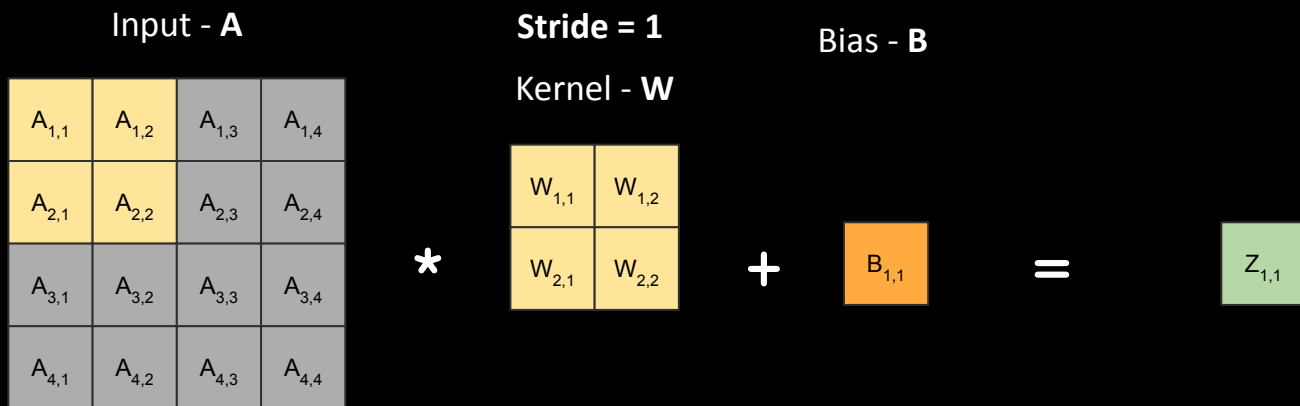 Input - A
Stride = 1
Bias - B
Kernel - W
A1,1 A1,2 A1,3 A1,4
A2,1 A2,2 A2,3 A2,4
A3,1 A3,2 A3,3 A3,4
A4,1 A4,2 A4,3 A4,4
*
W1,1 W1,2
W2,1 W2,2
+
B1,1
=
Z1,1